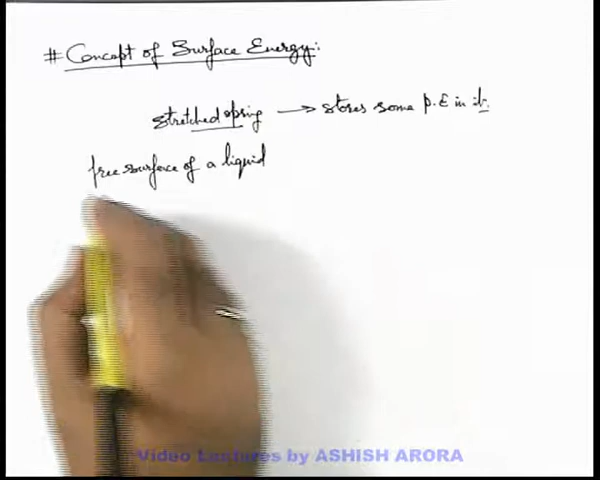 # Concept of Surface Energy:
stretched spring → stores some P.E in it.
free surface of a liquid
Video Lectures by ASHISH ARORA